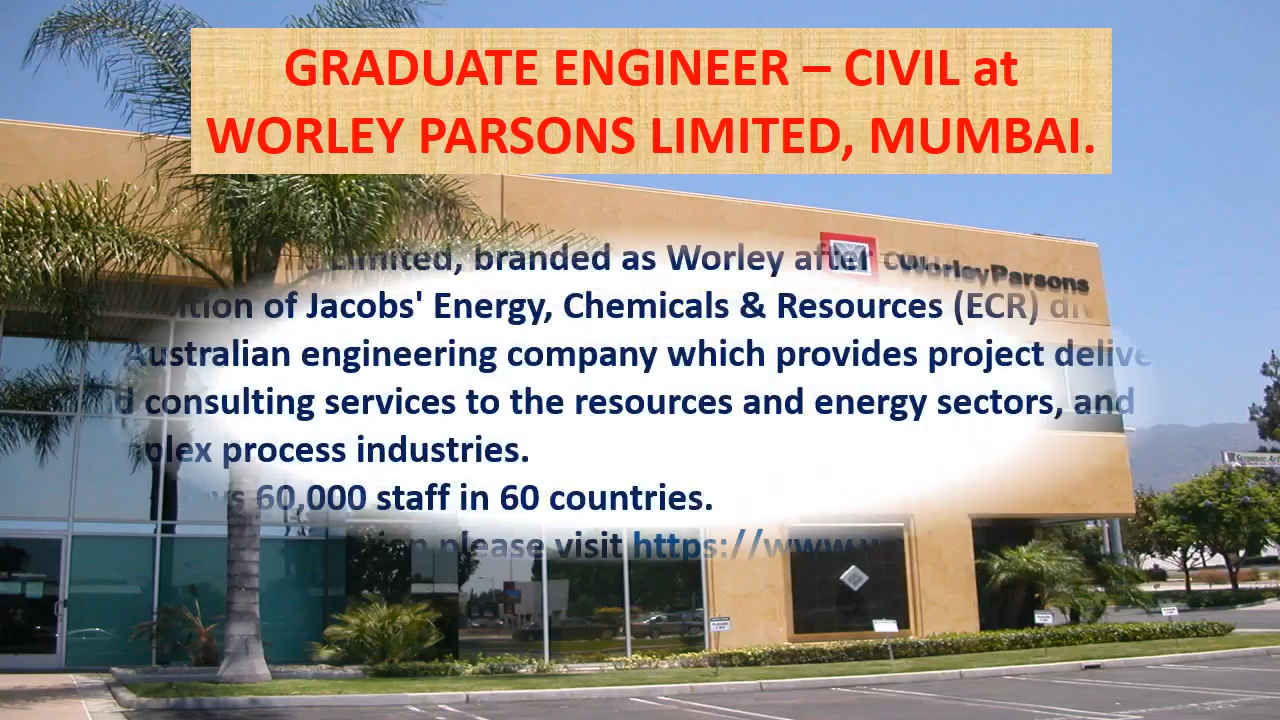 GRADUATE ENGINEER – CIVIL at
WORLEY PARSONS LIMITED, MUMBAI.
Limited, branded as Worley after
WorleyParsons
of Jacobs' Energy, Chemicals & Resources (ECR)
Australian engineering company which provides project
consulting services to the resources and energy sectors, and
process industries.
60,000 staff in 60 countries.
please visit https://www.